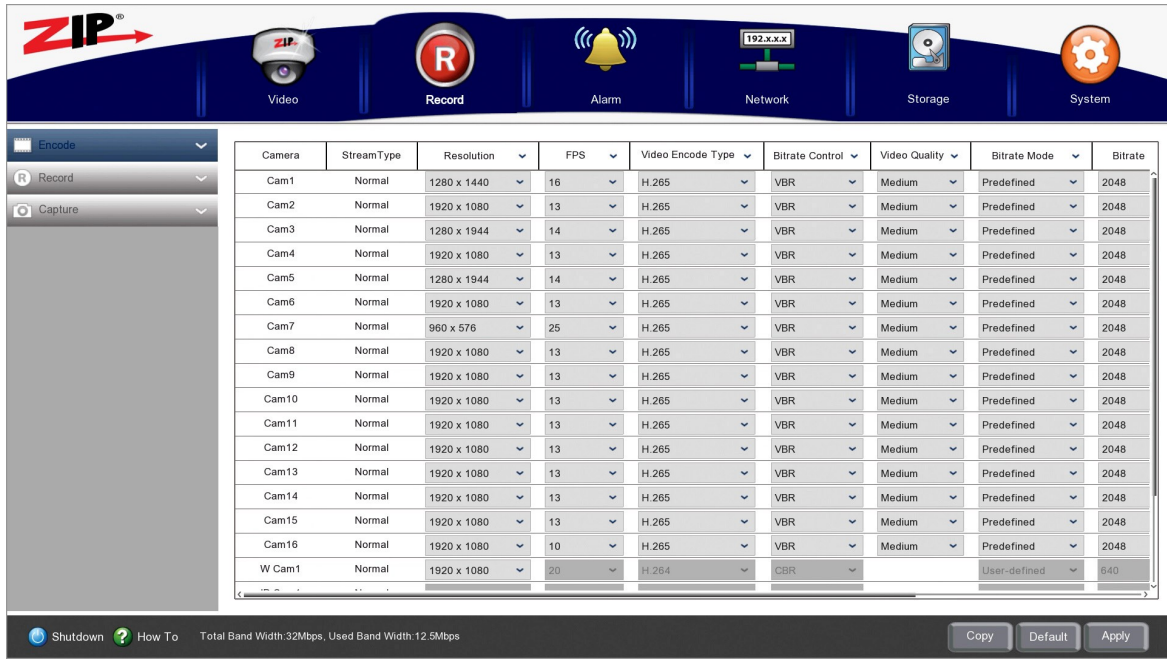 ZIP®
192.x.x.x
ZIP
R
Video Record Alarm Network Storage System
Encode
Record
Capture
Camera StreamType Resolution FPS Video Encode Type Bitrate Control Video Quality Bitrate Mode Bitrate
Cam1 Normal 1280 x 1440 16 H.265 VBR Medium Predefined 2048
Cam2 Normal 1920 x 1080 13 H.265 VBR Medium Predefined 2048
Cam3 Normal 1280 x 1944 14 H.265 VBR Medium Predefined 2048
Cam4 Normal 1920 x 1080 13 H.265 VBR Medium Predefined 2048
Cam5 Normal 1280 x 1944 14 H.265 VBR Medium Predefined 2048
Cam6 Normal 1920 x 1080 13 H.265 VBR Medium Predefined 2048
Cam7 Normal 960 x 576 25 H.265 VBR Medium Predefined 2048
Cam8 Normal 1920 x 1080 13 H.265 VBR Medium Predefined 2048
Cam9 Normal 1920 x 1080 13 H.265 VBR Medium Predefined 2048
Cam10 Normal 1920 x 1080 13 H.265 VBR Medium Predefined 2048
Cam11 Normal 1920 x 1080 13 H.265 VBR Medium Predefined 2048
Cam12 Normal 1920 x 1080 13 H.265 VBR Medium Predefined 2048
Cam13 Normal 1920 x 1080 13 H.265 VBR Medium Predefined 2048
Cam14 Normal 1920 x 1080 13 H.265 VBR Medium Predefined 2048
Cam15 Normal 1920 x 1080 13 H.265 VBR Medium Predefined 2048
Cam16 Normal 1920 x 1080 10 H.265 VBR Medium Predefined 2048
W Cam1 Normal 1920 x 1080 20 H.264 CBR User-defined 640
Shutdown ? How To Total Band Width:32Mbps, Used Band Width:12.5Mbps Copy Default Apply